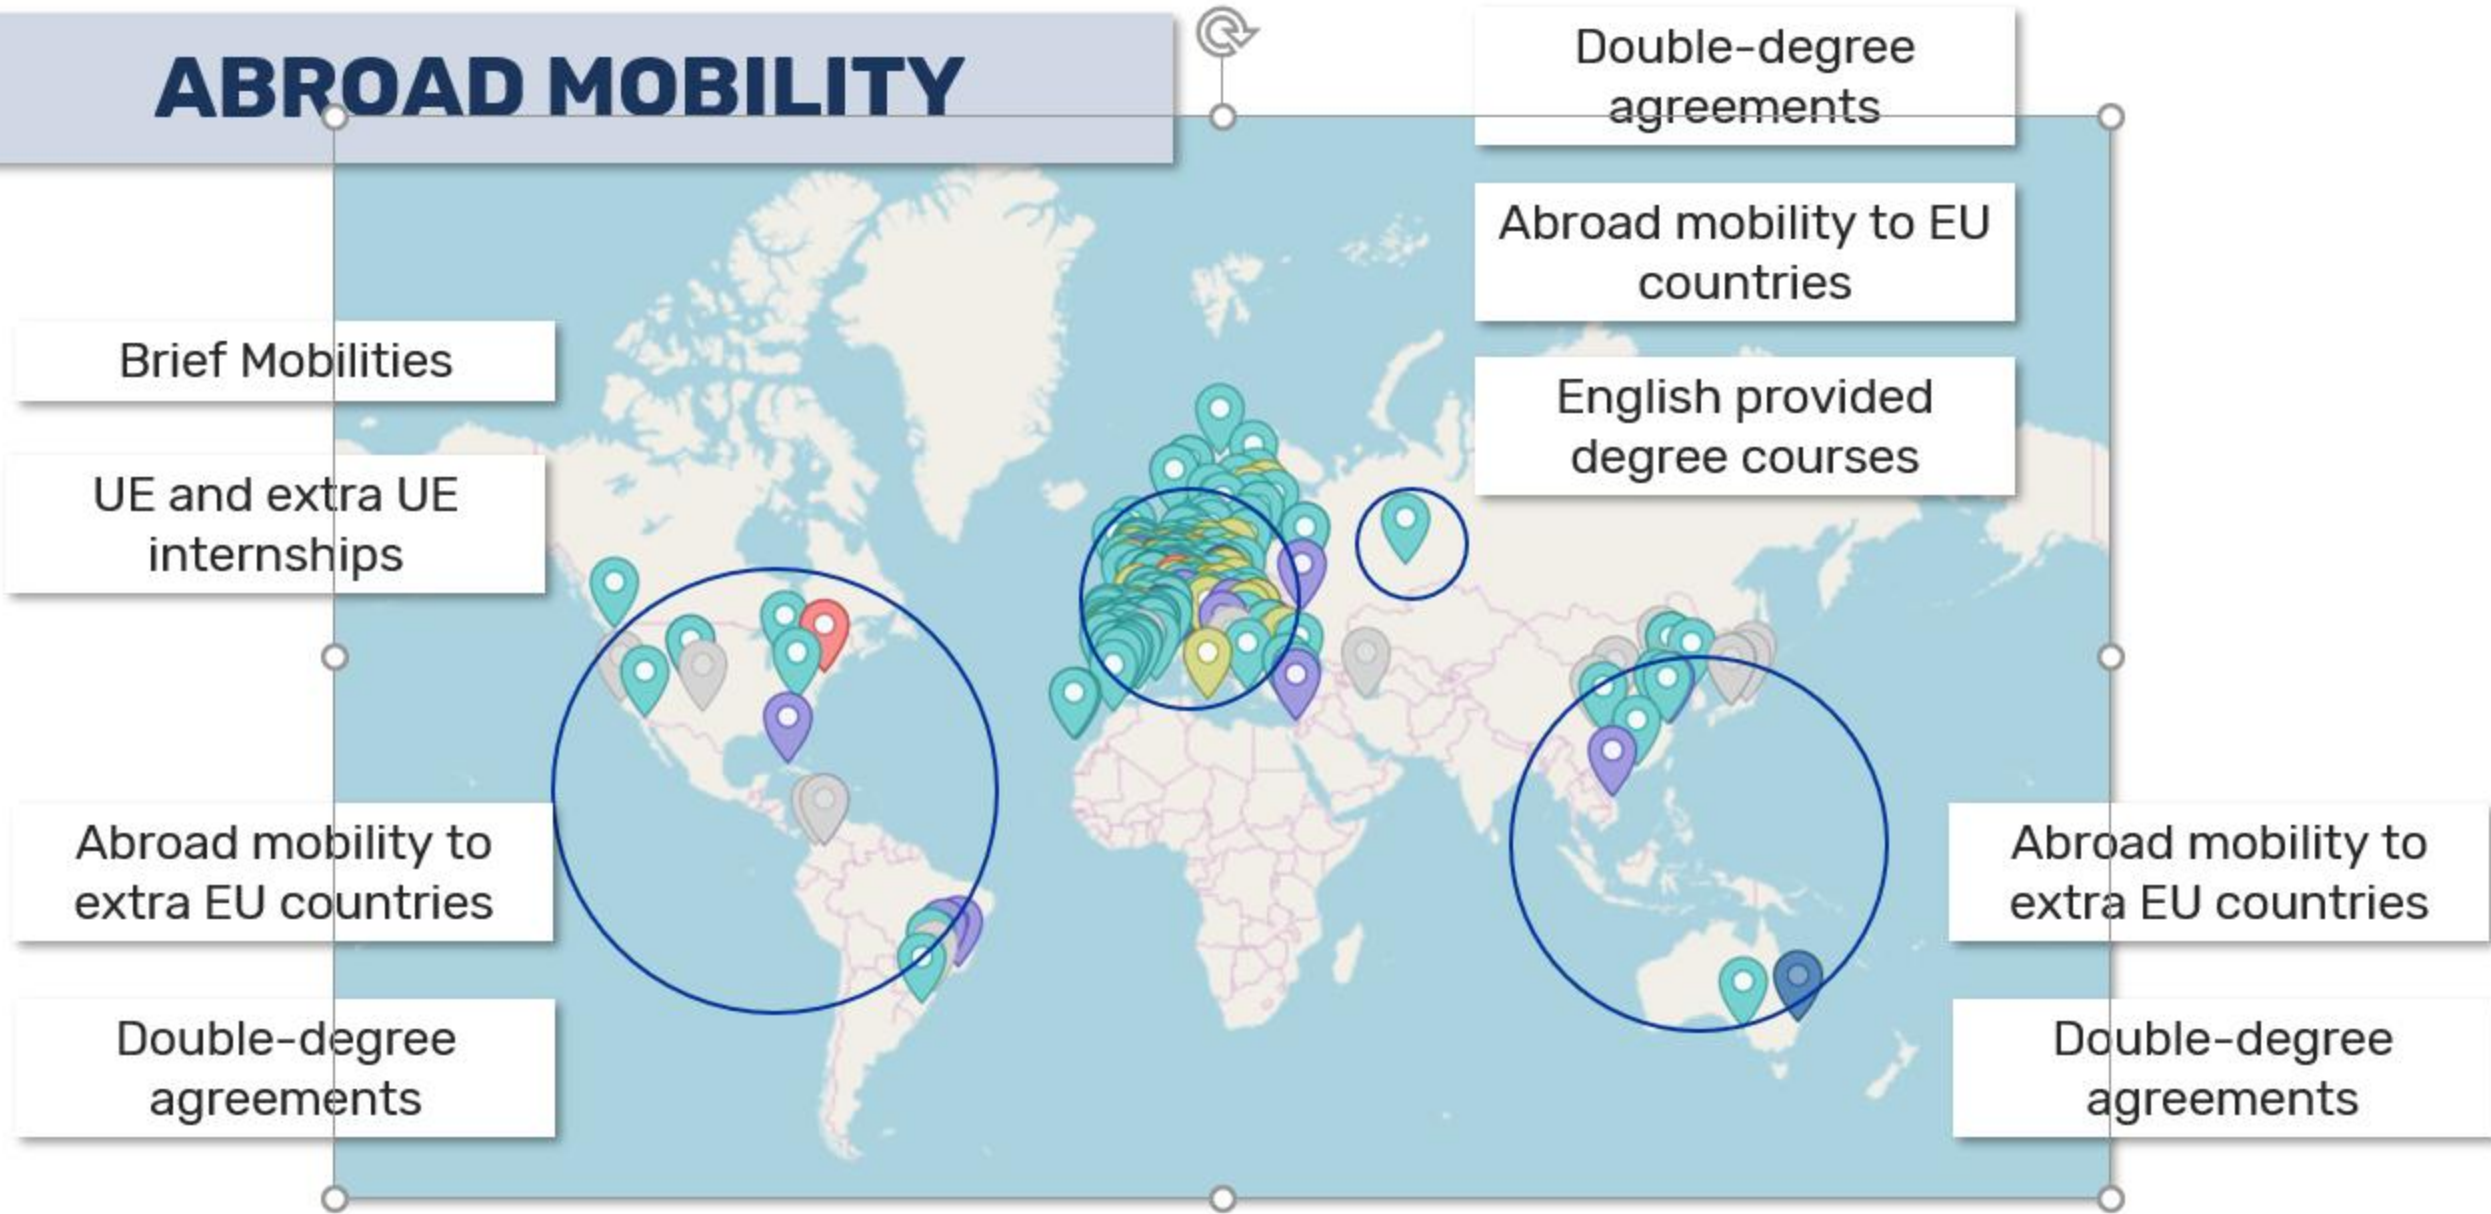 ABROAD MOBILITY
Double-degree
agreements
Abroad mobility to EU
countries
English provided
degree courses
Brief Mobilities
UE and extra UE
internships
Abroad mobility to
extra EU countries
Double-degree
agreements
Abroad mobility to
extra EU countries
Double-degree
agreements